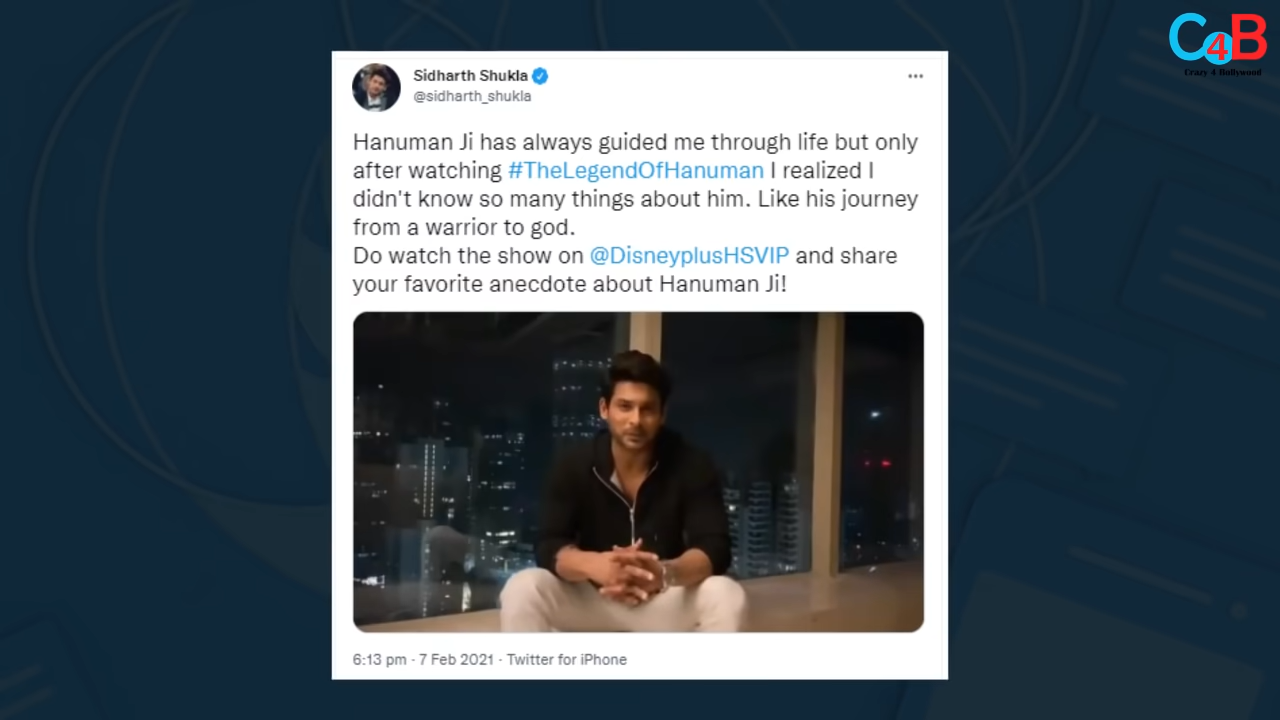 C4B
Crazy 4 Bollywood
Sidharth Shukla
@sidharth_shukla
Hanuman Ji has always guided me through life but only
after watching #TheLegendOfHanuman I realized I
didn't know so many things about him. Like his journey
from a warrior to god.
Do watch the show on @DisneyplusHSVIP and share
your favorite anecdote about Hanuman Ji!
6:13 pm · 7 Feb 2021 · Twitter for iPhone